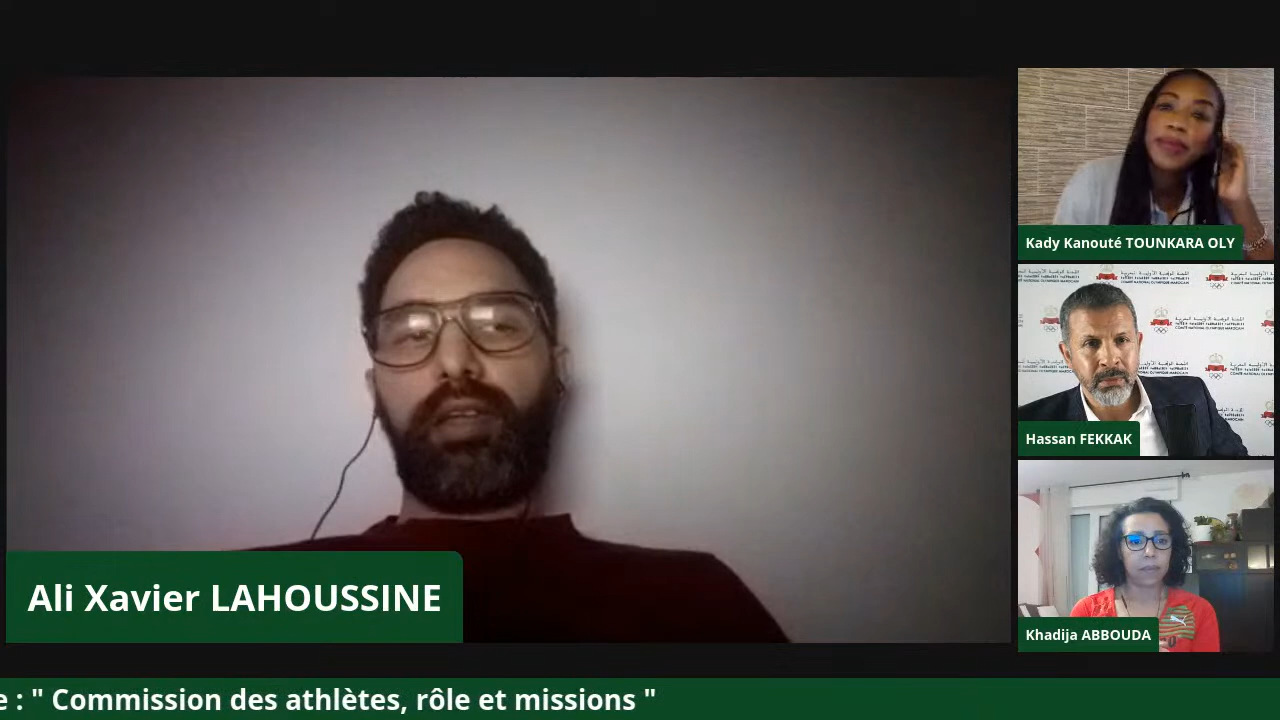 Kady Kanouté TOUNKARA OLY
Hassan FEKKAK
Ali Xavier LAHOUSSINE
Khadija ABBOUDA
e : " Commission des athlètes, rôle et missions "